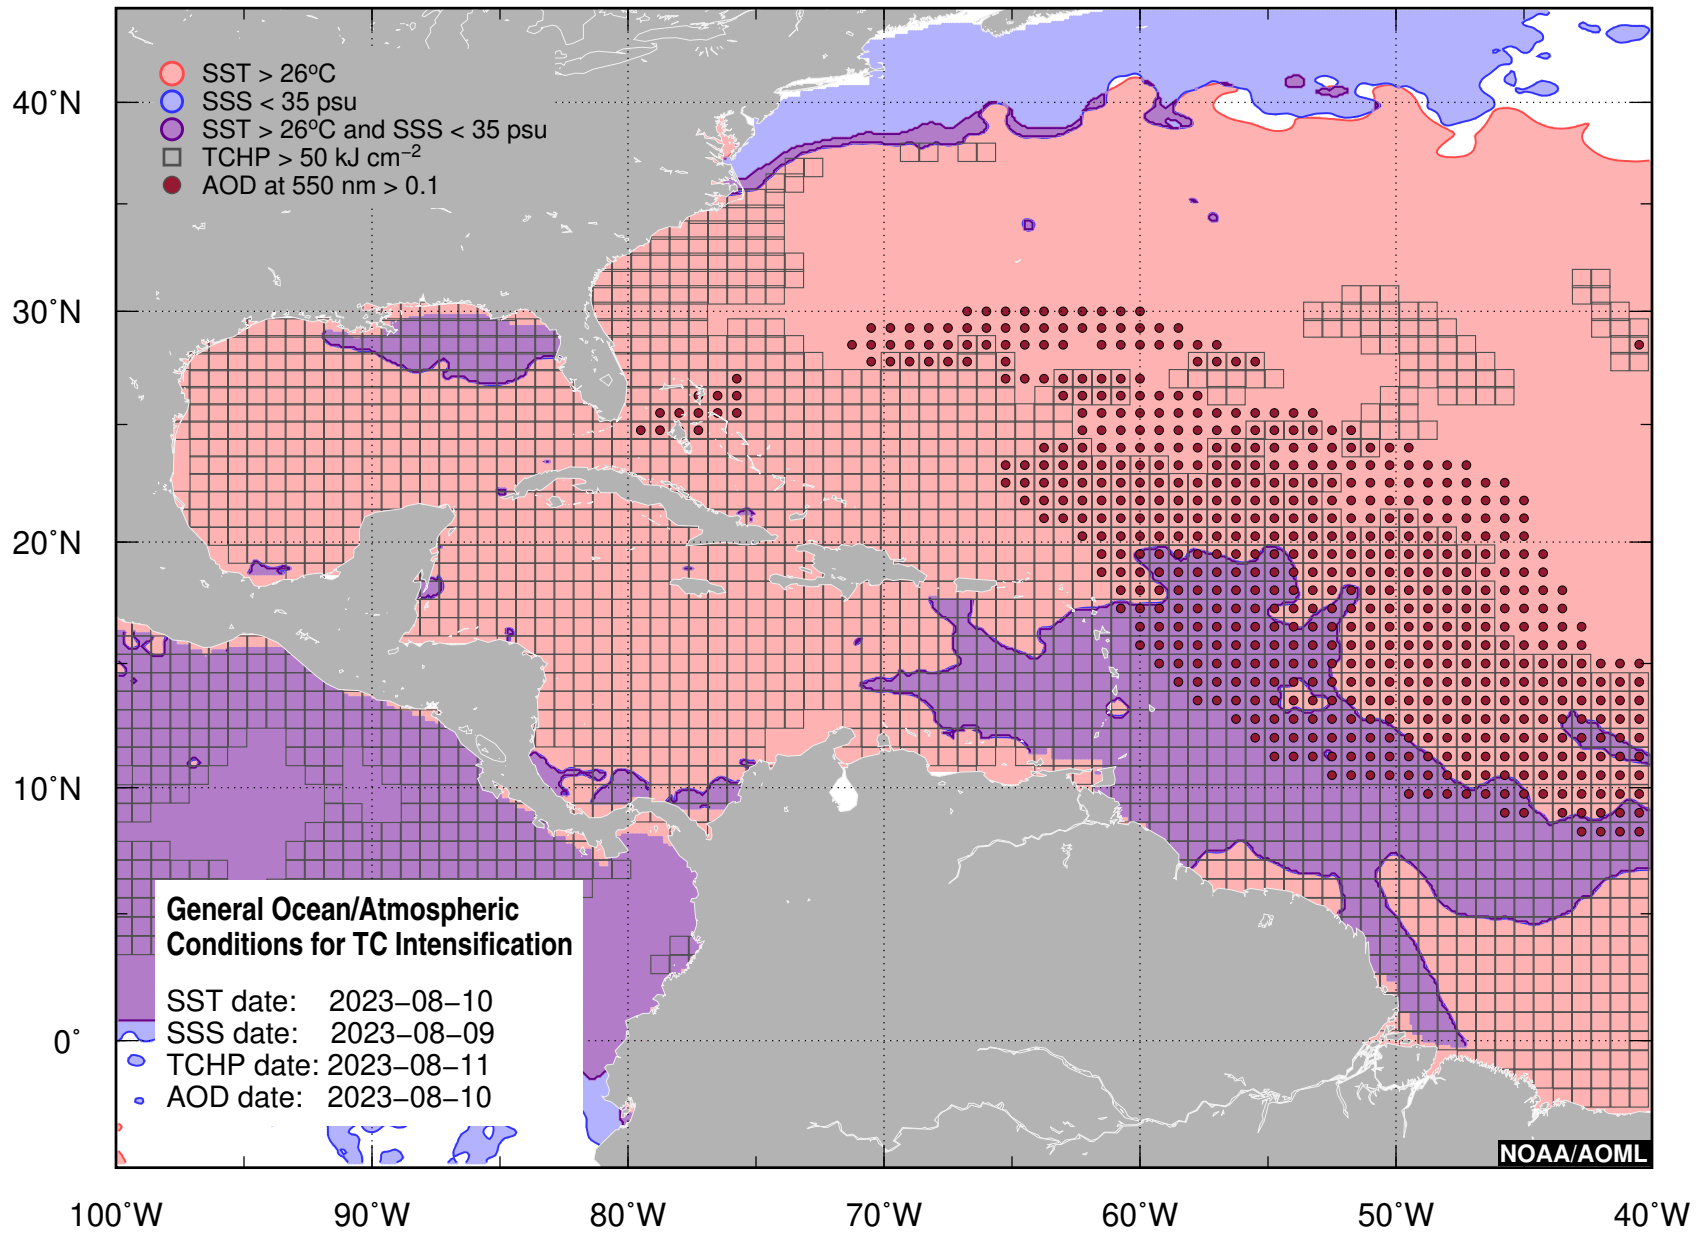 SST > 26°C
SSS < 35 psu
SST > 26°C and SSS < 35 psu
TCHP > 50 kJ cm⁻²
AOD at 550 nm > 0.1
40°N
30°N
20°N
10°N
0°
General Ocean/Atmospheric
Conditions for TC Intensification
SST date: 2023−08−10
SSS date: 2023−08−09
TCHP date: 2023−08−11
AOD date: 2023−08−10
NOAA/AOML
100°W 90°W 80°W 70°W 60°W 50°W 40°W